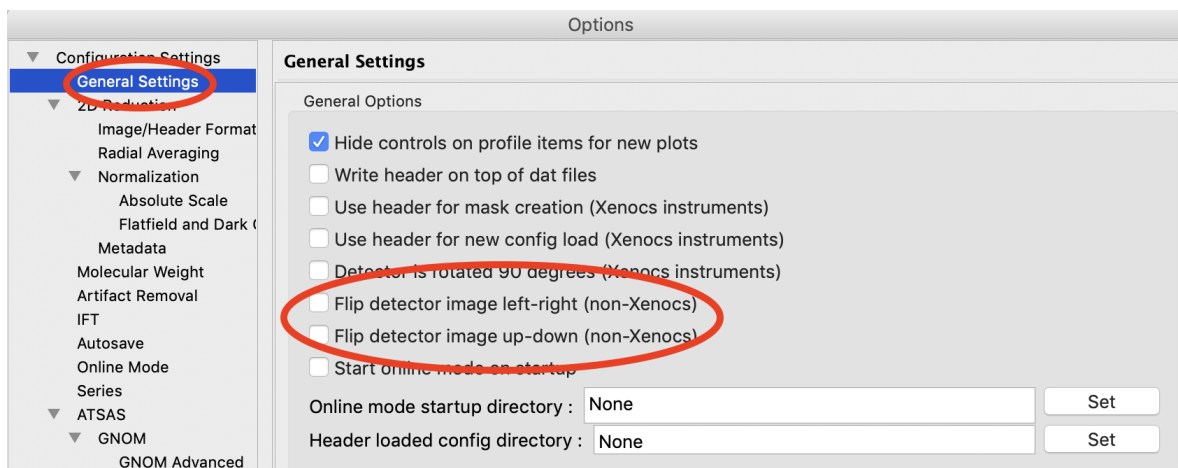 Options
Configuration Settings
General Settings
2D Reduction
Image/Header Format
Radial Averaging
Normalization
Absolute Scale
Flatfield and Dark
Metadata
Molecular Weight
Artifact Removal
IFT
Autosave
Online Mode
Series
ATSAS
GNOM
GNOM Advanced
General Settings
General Options
Hide controls on profile items for new plots
Write header on top of dat files
Use header for mask creation (Xenocs instruments)
Use header for new config load (Xenocs instruments)
Detector is rotated 90 degrees (Xenocs instruments)
Flip detector image left-right (non-Xenocs)
Flip detector image up-down (non-Xenocs)
Start online mode on startup
Online mode startup directory : None Set
Header loaded config directory : None Set